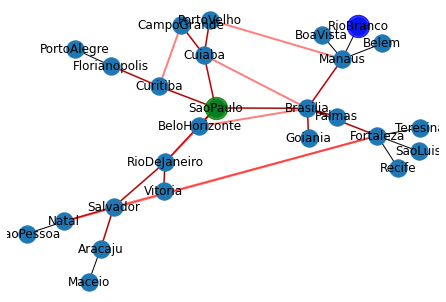 PortoVelho
CampoGrande
RioBranco
BoaVista
Belem
PortoAlegre
Cuiaba
Manaus
Florianopolis
Curitiba
SaoPaulo
Brasilia
Palmas
BeloHorizonte
Teresina
Goiania
Fortaleza
SaoLuis
RioDeJaneiro
Recife
Vitoria
Salvador
Natal
aoPessoa
Aracaju
Maceio